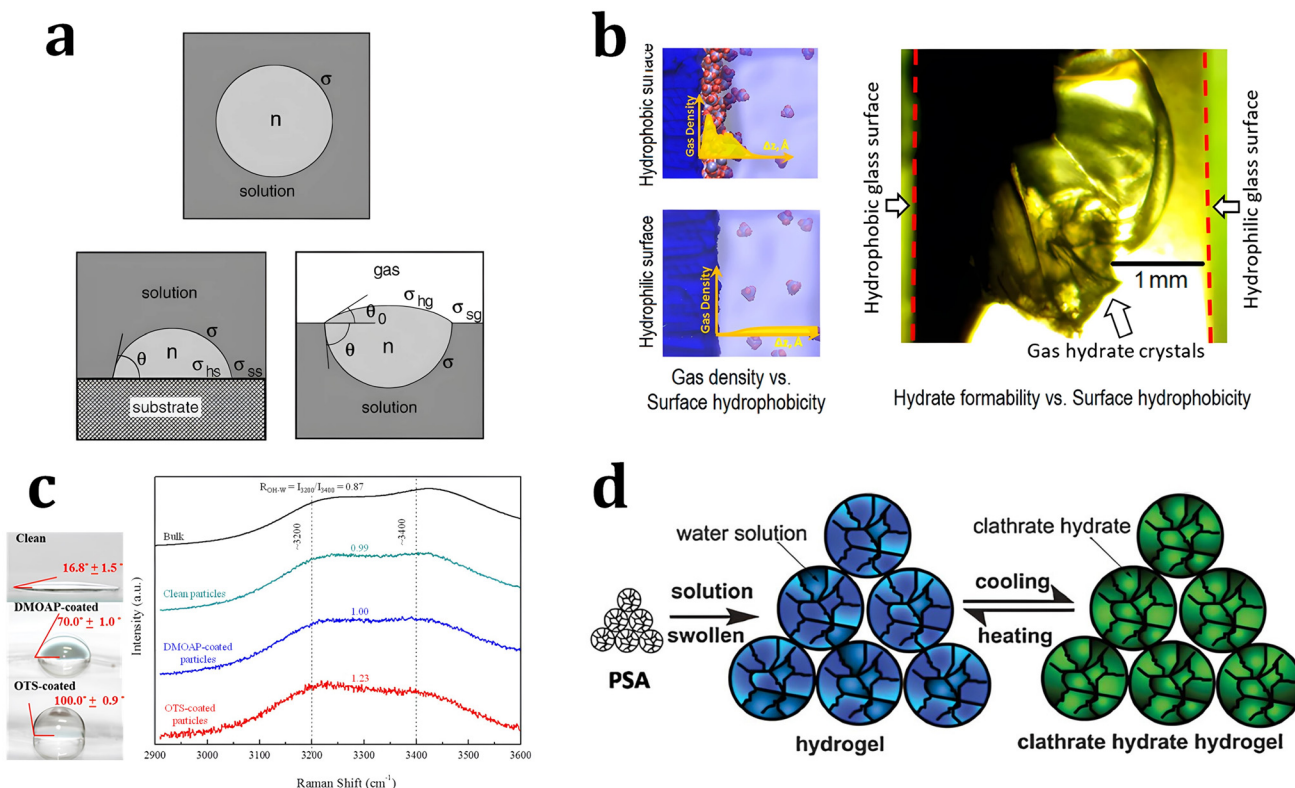 a
σ
n
solution
solution
σ
θ
n
σhs
σss
substrate
gas
θ0
σhg
σsg
θ
n
σ
solution
b
Hydrophobic surface
Gas Density
Δz, Å
Hydrophilic surface
Gas Density
Δz, Å
Gas density vs.
Surface hydrophobicity
Hydrophobic glass surface
Hydrophilic glass surface
1 mm
Gas hydrate crystals
Hydrate formability vs. Surface hydrophobicity
c
Clean
16.8° ± 1.5 °
DMOAP-coated
70.0° ± 1.0 °
OTS-coated
100.0° ± 0.9 °
Intensity (a.u.)
ROH-W = I3200/I3400 = 0.87
Bulk
~3200
~3400
0.99
Clean particles
1.00
DMOAP-coated
particles
1.23
OTS-coated
particles
2900 3000 3100 3200 3300 3400 3500 3600
Raman Shift (cm-1)
d
water solution
clathrate hydrate
solution
swollen
cooling
heating
PSA
hydrogel
clathrate hydrate hydrogel